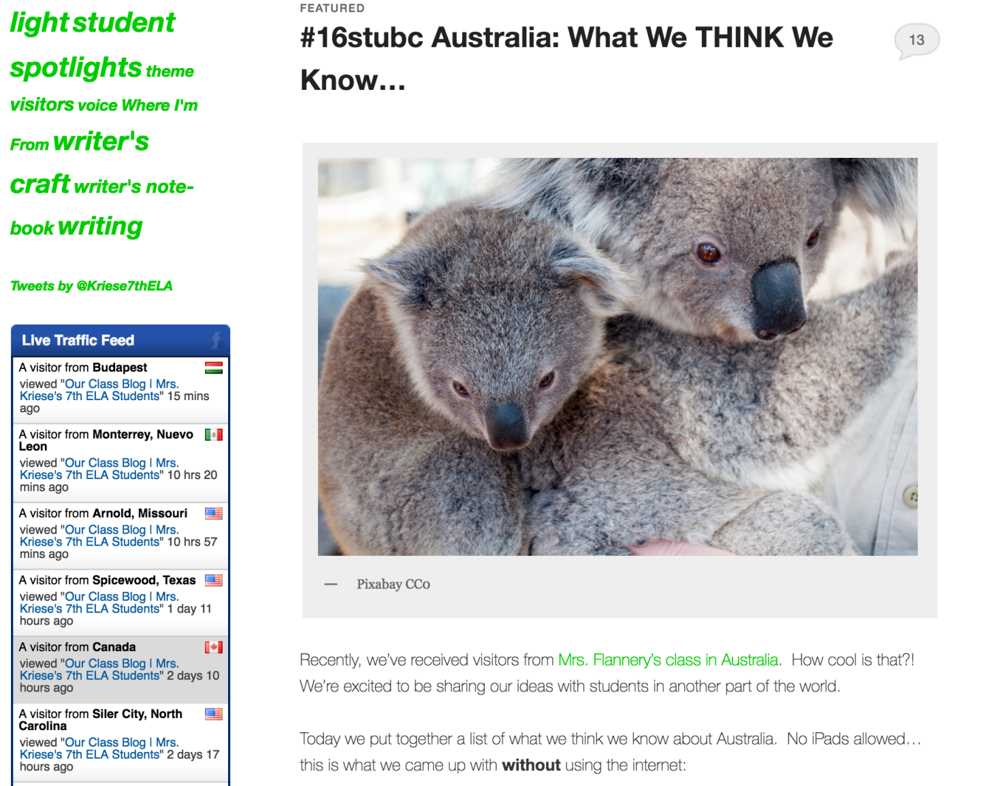 light student
spotlights theme
visitors voice Where I'm
From writer's
craft writer's note-
book writing
Tweets by @Kriese7thELA
Live Traffic Feed
A visitor from Budapest
viewed "Our Class Blog | Mrs.
Kriese's 7th ELA Students" 15 mins
ago
A visitor from Monterrey, Nuevo
Leon
viewed "Our Class Blog | Mrs.
Kriese's 7th ELA Students" 10 hrs 20
mins ago
A visitor from Arnold, Missouri
viewed "Our Class Blog | Mrs.
Kriese's 7th ELA Students" 10 hrs 57
mins ago
A visitor from Spicewood, Texas
viewed "Our Class Blog | Mrs.
Kriese's 7th ELA Students" 1 day 11
hours ago
A visitor from Canada
viewed "Our Class Blog | Mrs.
Kriese's 7th ELA Students" 2 days 10
hours ago
A visitor from Siler City, North
Carolina
viewed "Our Class Blog | Mrs.
Kriese's 7th ELA Students" 2 days 17
hours ago
FEATURED
#16stubc Australia: What We THINK We
Know…
13
— Pixabay CC0
Recently, we’ve received visitors from Mrs. Flannery’s class in Australia.  How cool is that?!
We’re excited to be sharing our ideas with students in another part of the world.
Today we put together a list of what we think we know about Australia.  No iPads allowed…
this is what we came up with without using the internet: